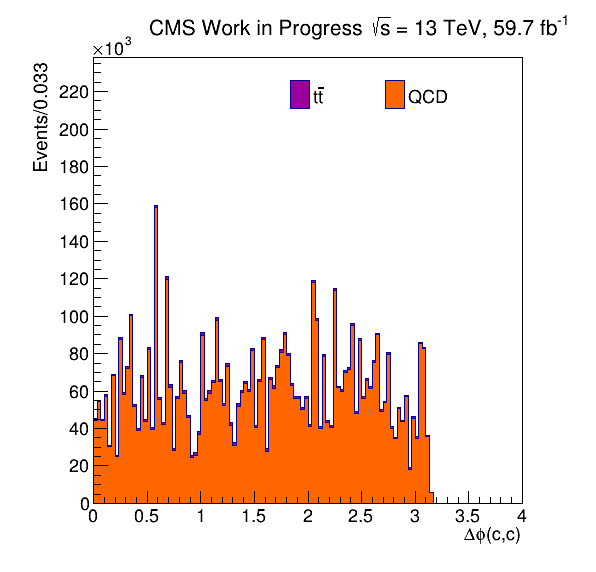 CMS Work in Progress √s = 13 TeV, 59.7 fb⁻¹
×10³
Events/0.033
tt̄
QCD
220
200
180
160
140
120
100
80
60
40
20
0
0 0.5 1 1.5 2 2.5 3 3.5 4
Δϕ(c,c)